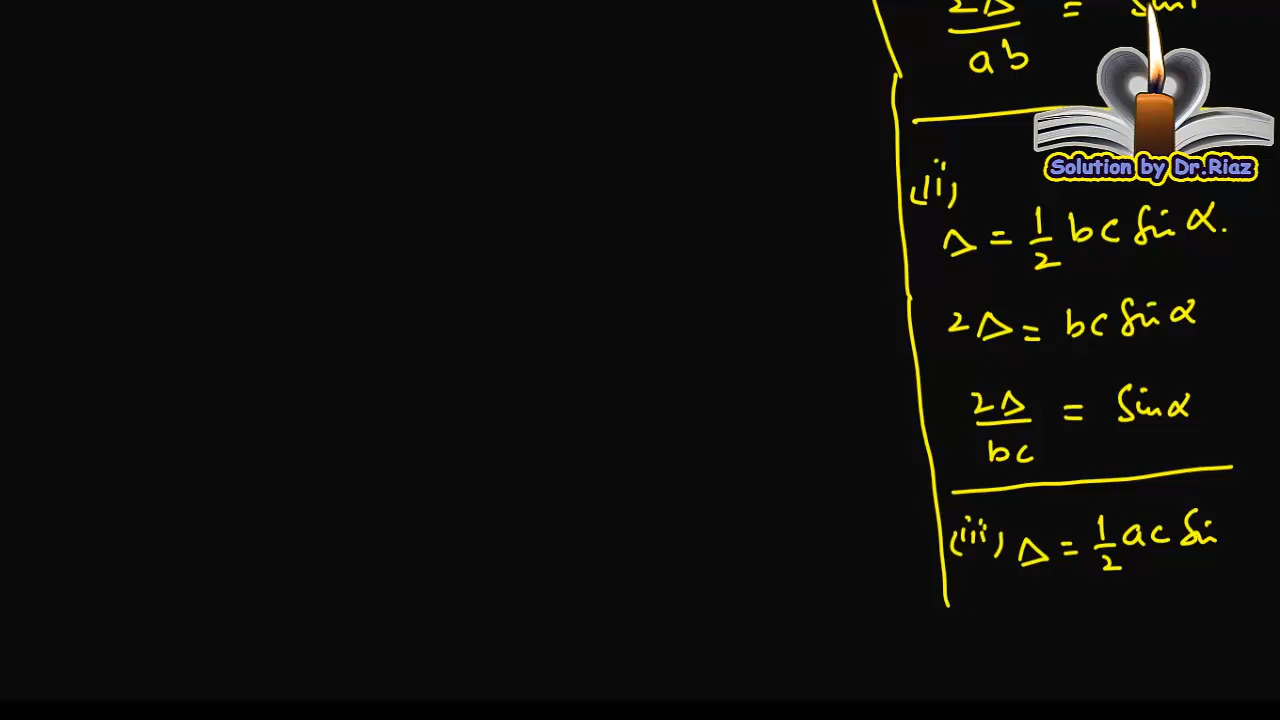 2Δ/ab = Sin
Solution by Dr.Riaz
(ii)
Δ = 1/2 bc Sin α.
2Δ = bc Sin α
2Δ/bc = Sin α
(iii) Δ = 1/2 ac Sin